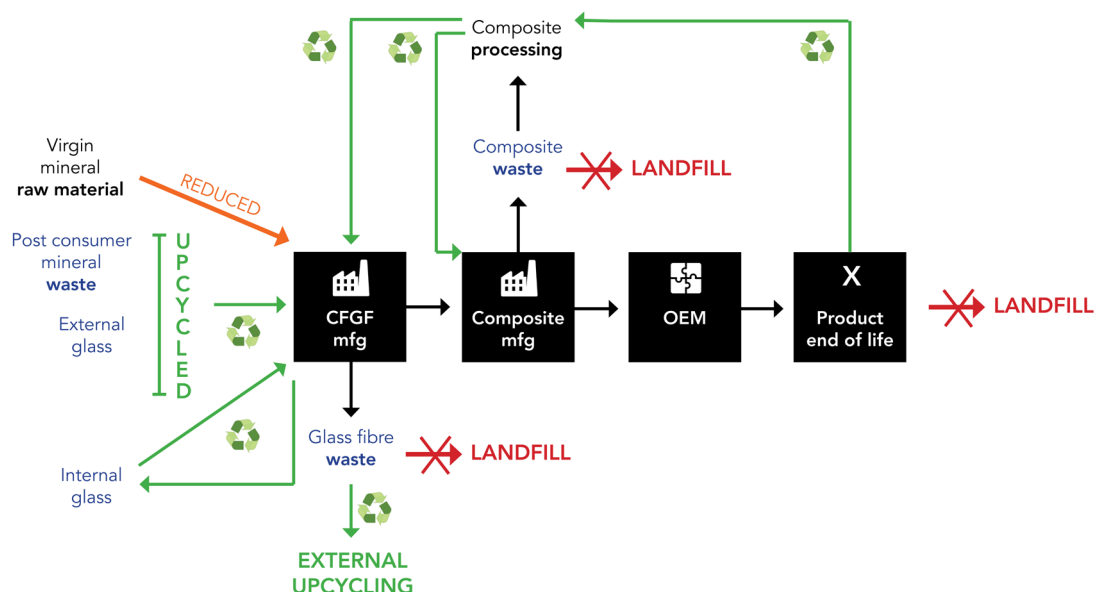 Composite
processing
Virgin
mineral
raw material
Composite
waste
LANDFILL
REDUCED
Post consumer
mineral
waste
External
glass
UPCYCLED
CFGF
mfg
Composite
mfg
OEM
X
Product
end of life
LANDFILL
Glass fibre
waste
LANDFILL
Internal
glass
EXTERNAL
UPCYCLING